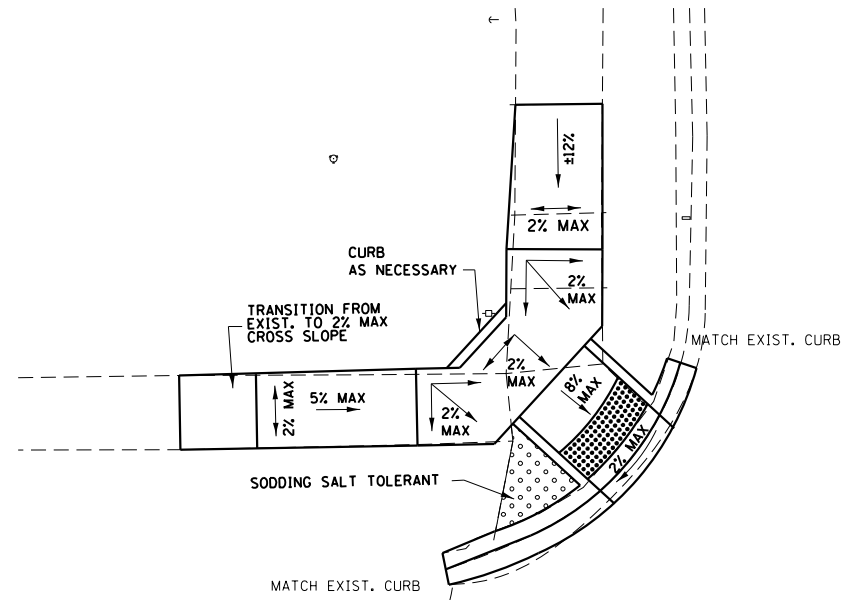 ±12%
2% MAX
CURB
AS NECESSARY
2%
MAX
TRANSITION FROM
EXIST. TO 2% MAX
CROSS SLOPE
MATCH EXIST. CURB
2%
MAX
8%
MAX
2% MAX
5% MAX
2%
MAX
2% MAX
SODDING SALT TOLERANT
MATCH EXIST. CURB